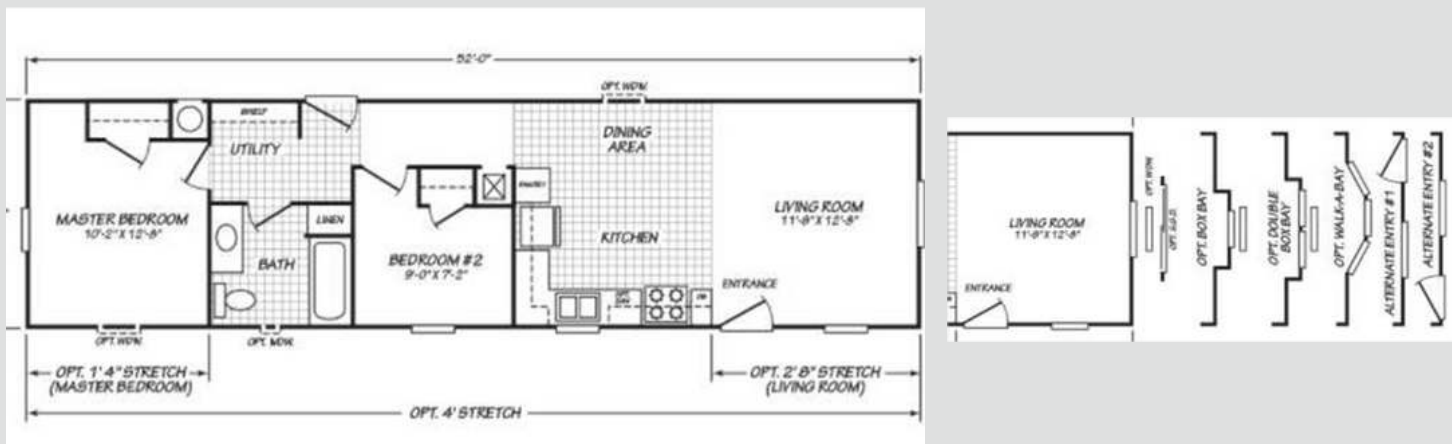 52'-0"
OPT. WDW.
SHELF
UTILITY
DINING
AREA
MASTER BEDROOM
10'-2" X 12'-8"
LINEN
BATH
BEDROOM #2
9'-0" X 7'-2"
PANTRY
KITCHEN
LIVING ROOM
11'-8" X 12'-8"
ENTRANCE
OPT. WDW.
OPT. WDW.
OPT. 1' 4" STRETCH
(MASTER BEDROOM)
OPT. 2' 8" STRETCH
(LIVING ROOM)
OPT. 4' STRETCH
LIVING ROOM
11'-8" X 12'-8"
ENTRANCE
OPT. WDW.
OPT. S.G.D.
OPT. BOX BAY
OPT. DOUBLE
BOX BAY
OPT. WALK-A-BAY
ALTERNATE ENTRY #1
ALTERNATE ENTRY #2